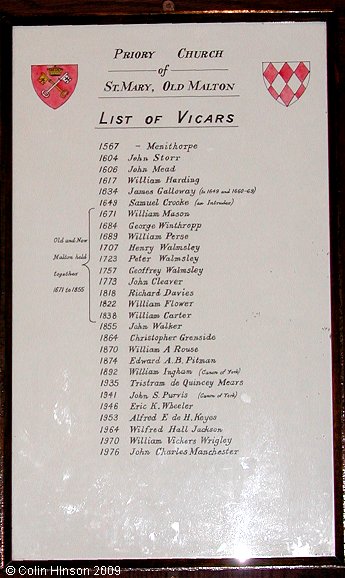 Priory Church
of
St. Mary, Old Malton
List of Vicars
1567 - Menithorpe
1604 John Storr
1606 John Mead
1617 William Harding
1634 James Galloway (to 1649 and 1660-63)
1649 Samuel Crooke (an Intruder)
1671 William Mason
1684 George Winthropp
1689 William Perse
1707 Henry Walmsley
1723 Peter Walmsley
1757 Geoffrey Walmsley
1773 John Cleaver
1818 Richard Davies
1822 William Flower
1838 William Carter
Old and New
Malton held
together
1671 to 1855
1855 John Walker
1864 Christopher Grenside
1870 William A Rouse
1874 Edward A.B. Pitman
1892 William Ingham (Canon of York)
1935 Tristram de Quincey Mears
1941 John S. Purvis (Canon of York)
1946 Eric K. Wheeler
1953 Alfred E de H. Keyes
1964 Wilfred Hall Jackson
1970 William Vickers Wrigley
1976 John Charles Manchester
© Colin Hinson 2009